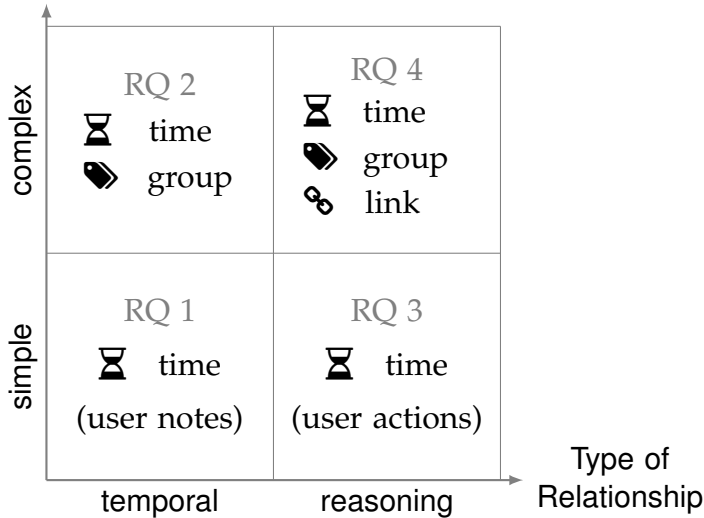 complex
RQ 2
time
group
RQ 4
time
group
link
simple
RQ 1
time
(user notes)
RQ 3
time
(user actions)
temporal
reasoning
Type of
Relationship